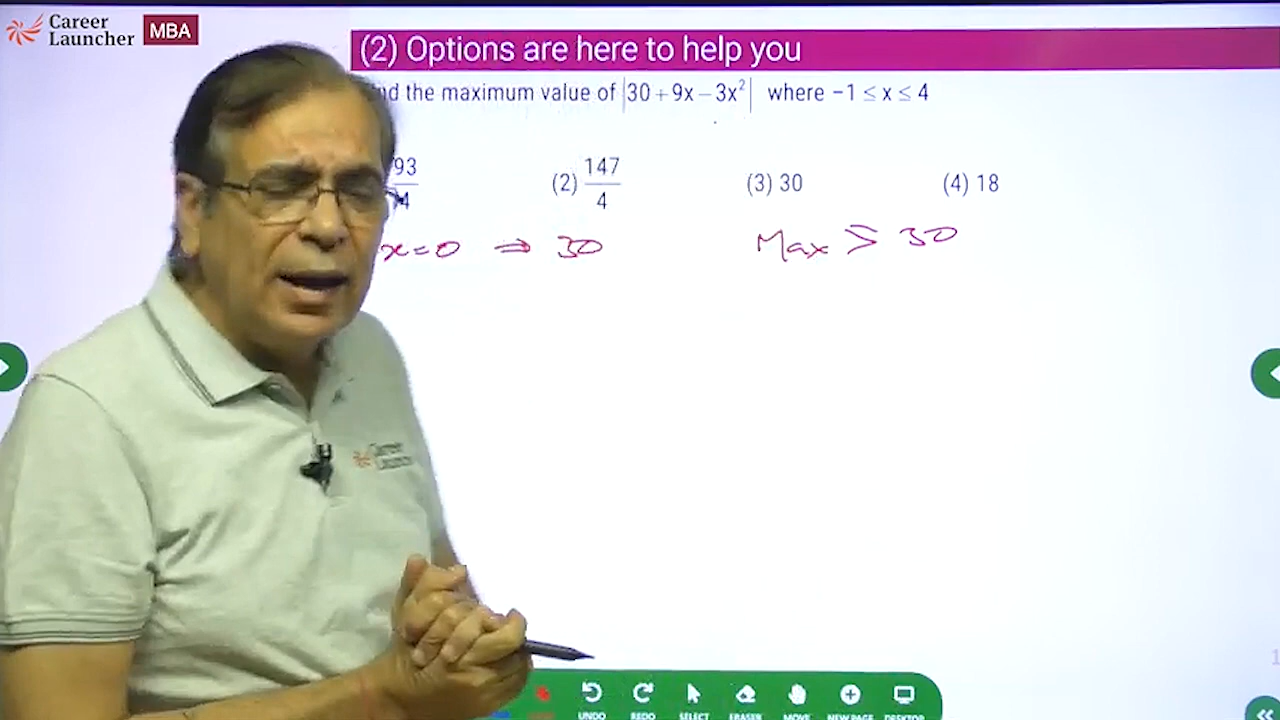 Career
Launcher MBA
(2) Options are here to help you
the maximum value of |30 + 9x – 3x²| where –1 ≤ x ≤ 4
93
(2) 147/4 (3) 30 (4) 18
x=0 ⇒ 30 Max ≥ 30
Career
Launcher
UNDO REDO SELECT ERASER MOVE NEW PAGE DESKTOP